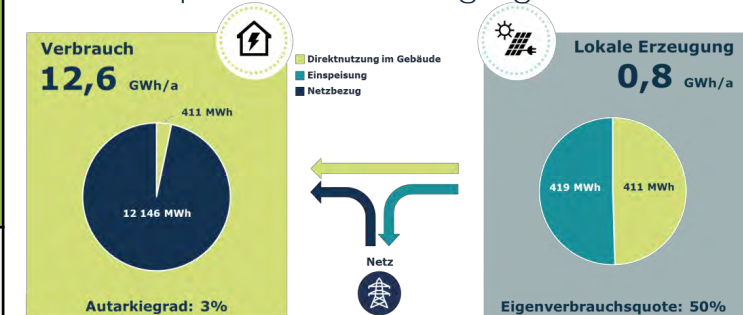 Verbrauch
12,6 GWh/a
411 MWh
12 146 MWh
Autarkiegrad: 3%
Direktnutzung im Gebäude
Einspeisung
Netzbezug
Netz
Lokale Erzeugung
0,8 GWh/a
419 MWh
411 MWh
Eigenverbrauchsquote: 50%